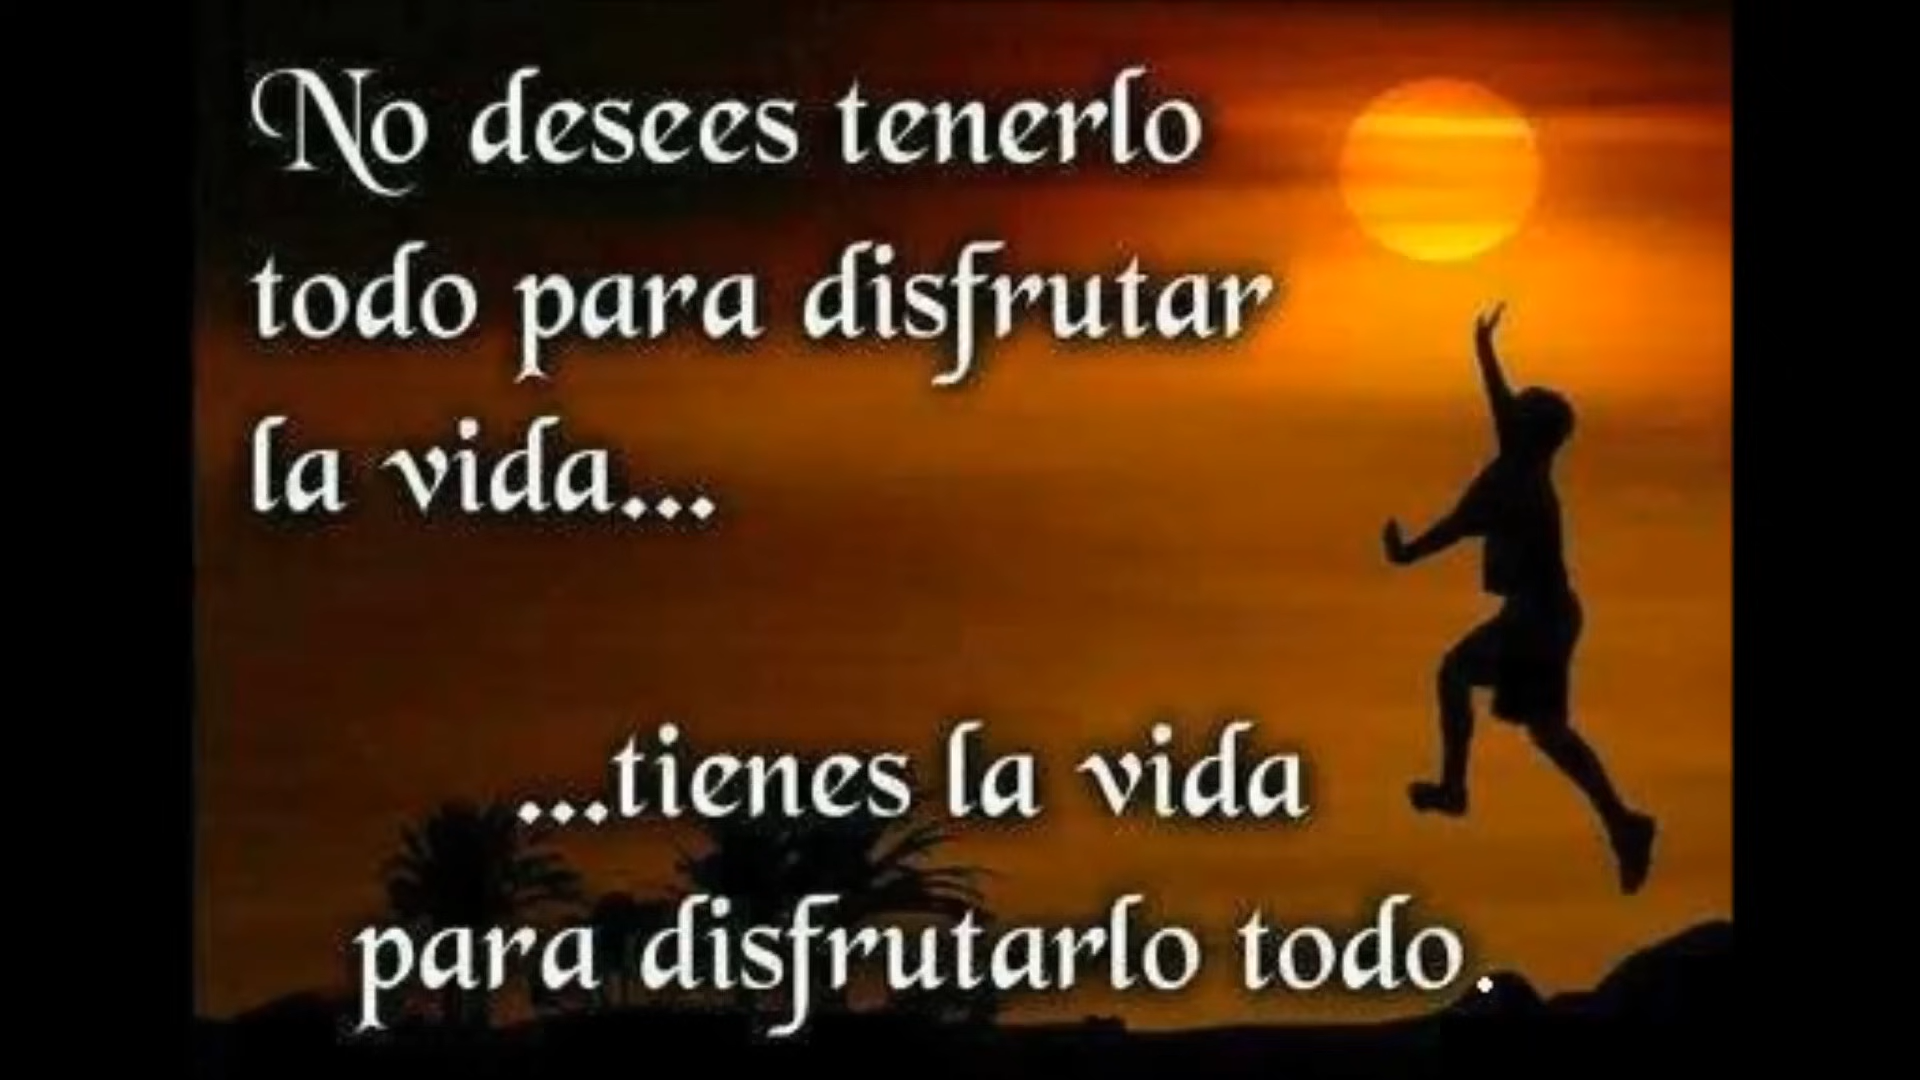 No desees tenerlo
todo para disfrutar
la vida...
...tienes la vida
para disfrutarlo todo.